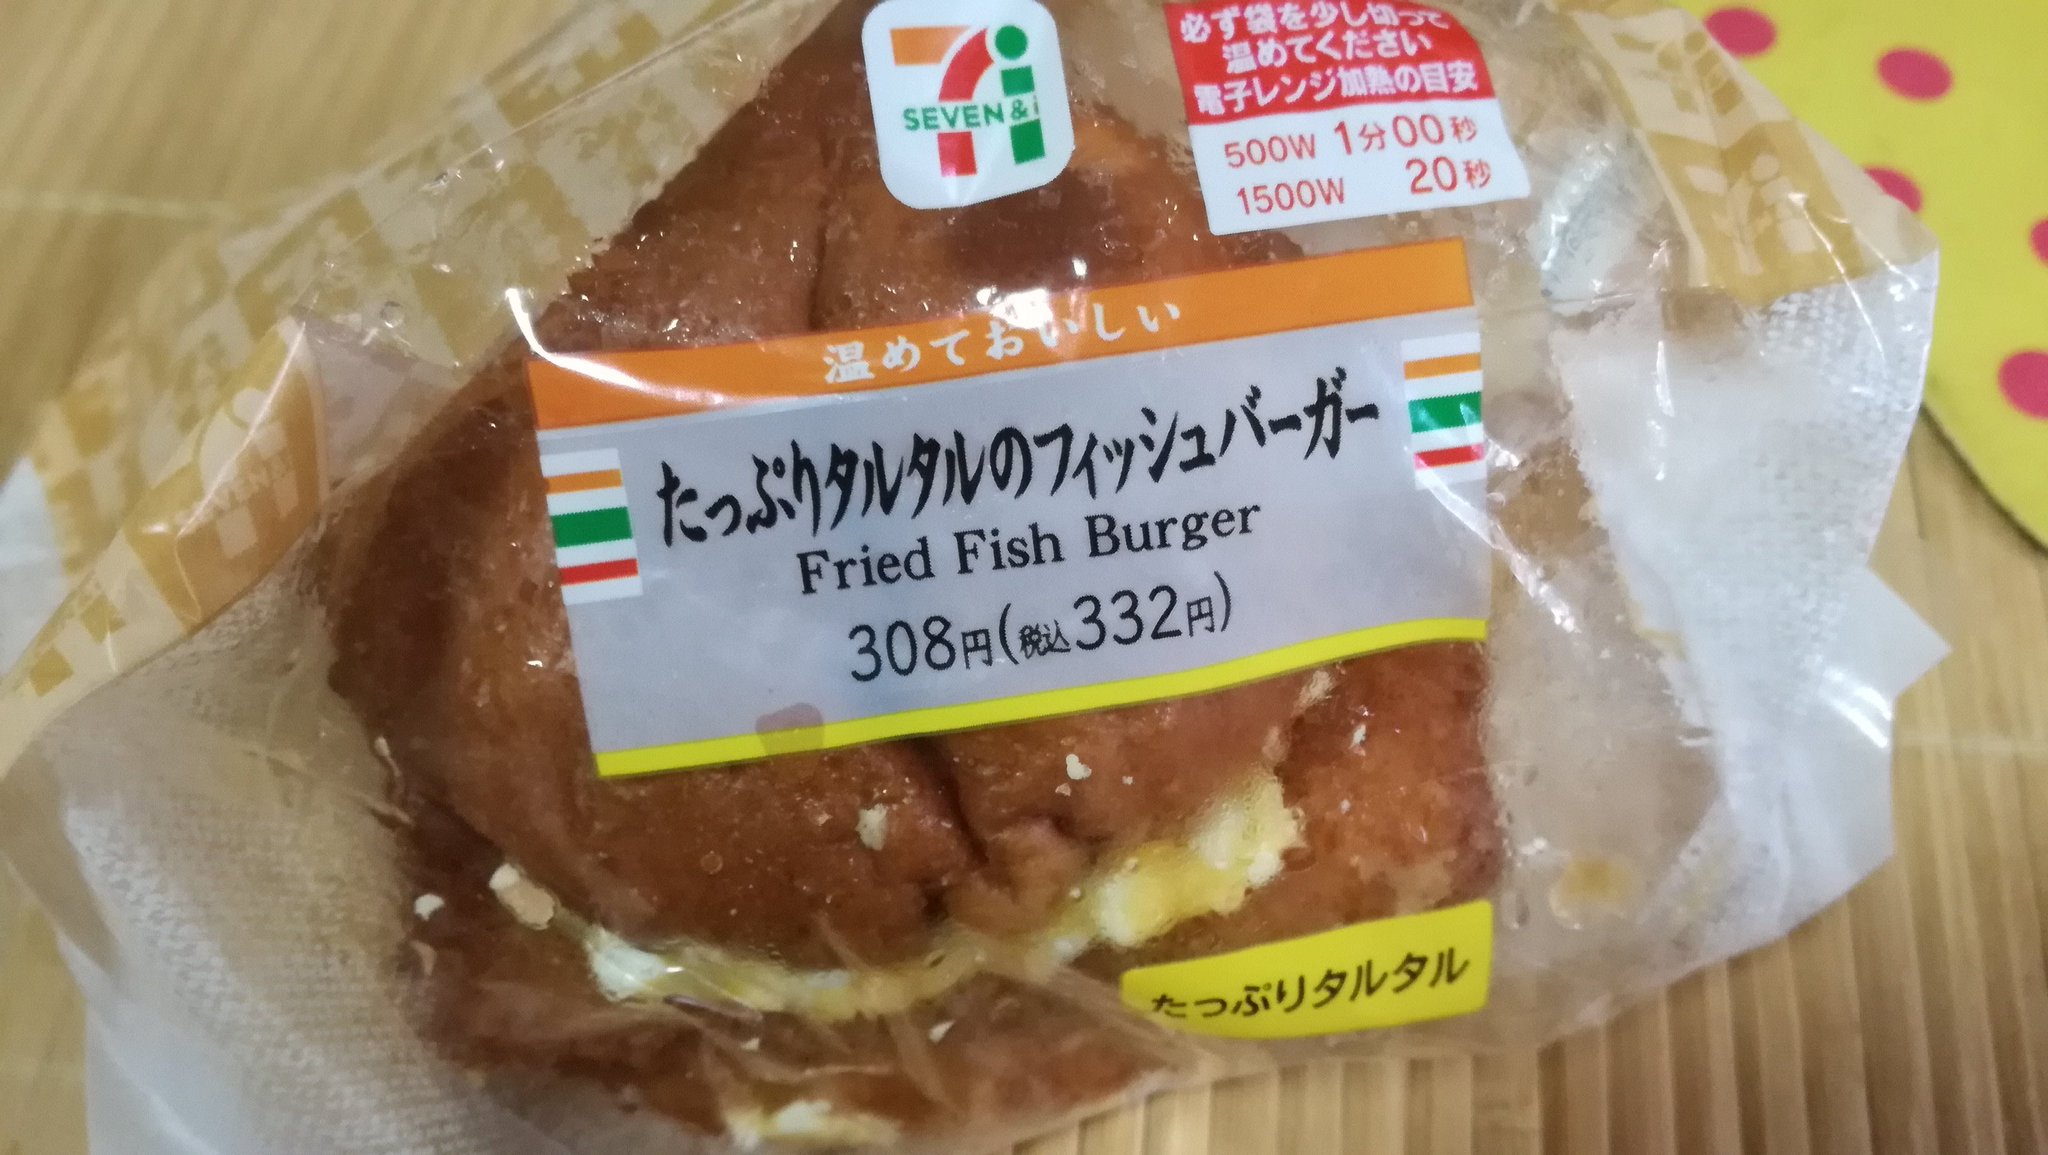 SEVEN&i
必ず袋を少し切って
温めてください
電子レンジ加熱の目安
500W 1分00秒
1500W 20秒
温めておいしい
たっぷりタルタルのフィッシュバーガー
Fried Fish Burger
308円(税込332円)
たっぷりタルタル